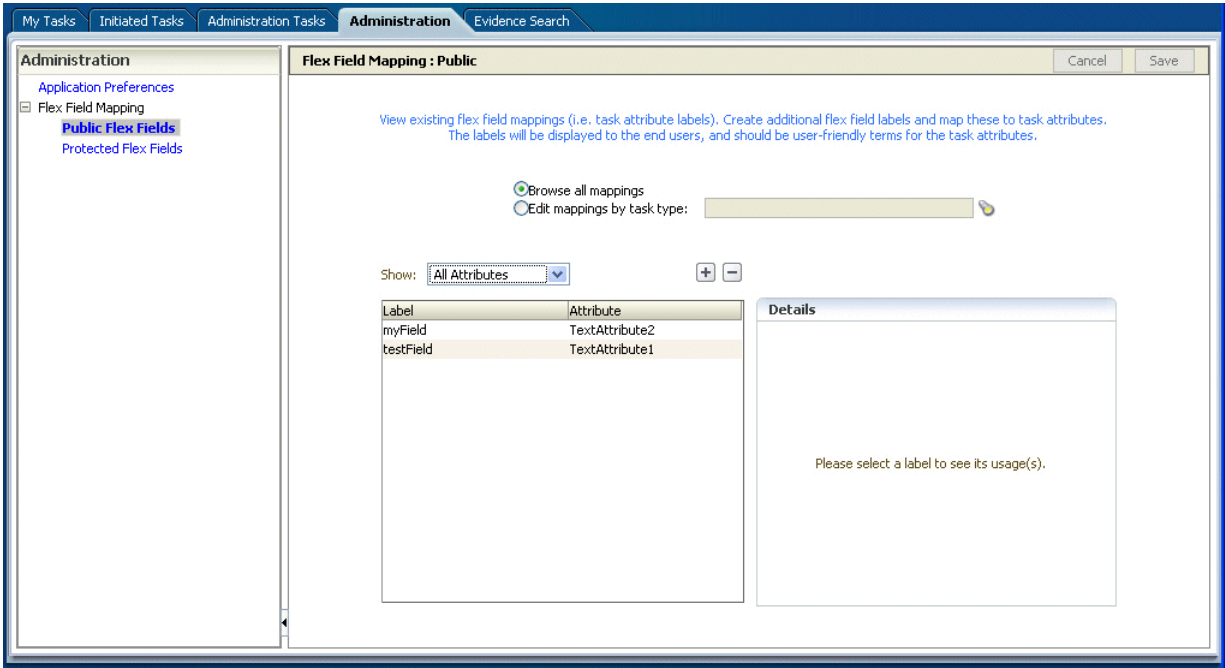 My Tasks Initiated Tasks Administration Tasks Administration Evidence Search
Administration
Application Preferences
Flex Field Mapping
Public Flex Fields
Protected Flex Fields
Flex Field Mapping : Public Cancel Save
View existing flex field mappings (i.e. task attribute labels). Create additional flex field labels and map these to task attributes.
The labels will be displayed to the end users, and should be user-friendly terms for the task attributes.
Browse all mappings
Edit mappings by task type:
Show: All Attributes
Label Attribute
myField TextAttribute2
testField TextAttribute1
Details
Please select a label to see its usage(s).